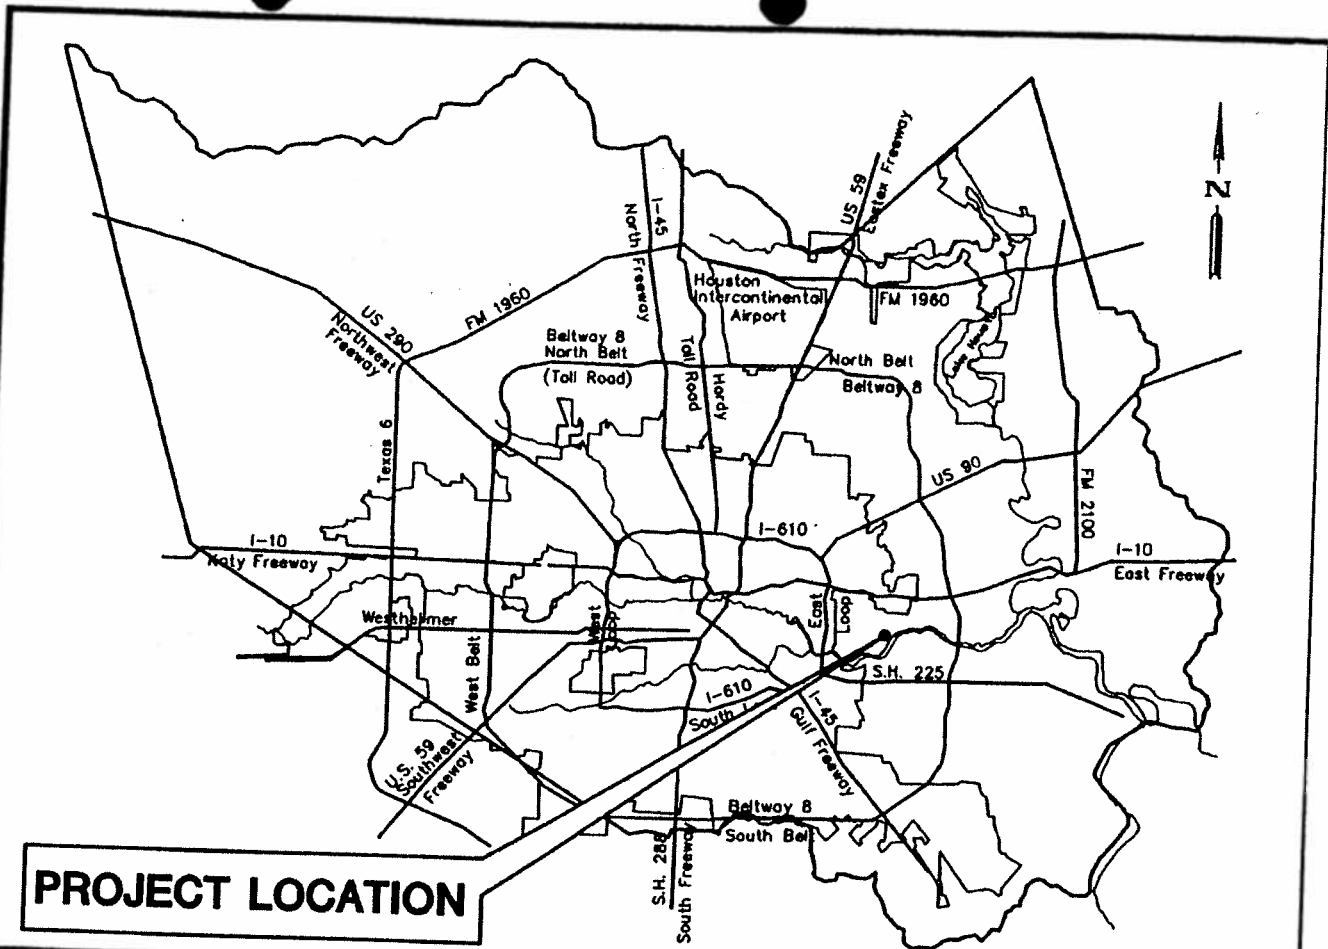 US 59
Eastex Freeway
N
I-45
North Freeway
Houston
Intercontinental
Airport
FM 1960
FM 1960
US 290
Northwest
Freeway
Beltway 8
North Belt
(Toll Road)
Toll Road
Hardy
North Belt
Beltway 8
Lake Houston
Texas 6
US 90
FM 2100
I-610
I-10
Katy Freeway
I-10
East Freeway
Westheimer
West
Loop
East
Loop
West Belt
S.H. 225
I-610
South L
I-45
Gulf Freeway
U.S. 59
Southwest
Freeway
Beltway 8
South Belt
S.H. 288
South Freeway
PROJECT LOCATION